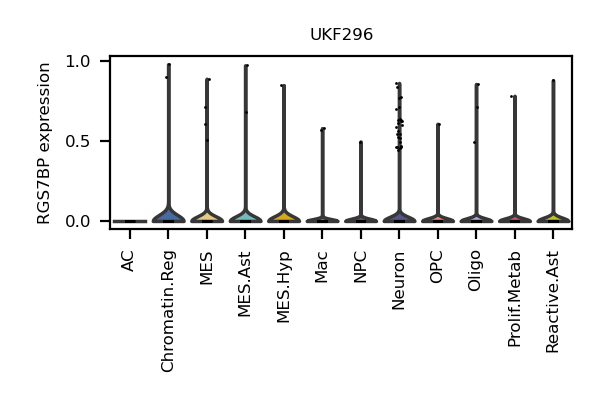 UKF296
RGS7BP expression
1.0
0.5
0.0
AC
Chromatin.Reg
MES
MES.Ast
MES.Hyp
Mac
NPC
Neuron
OPC
Oligo
Prolif.Metab
Reactive.Ast